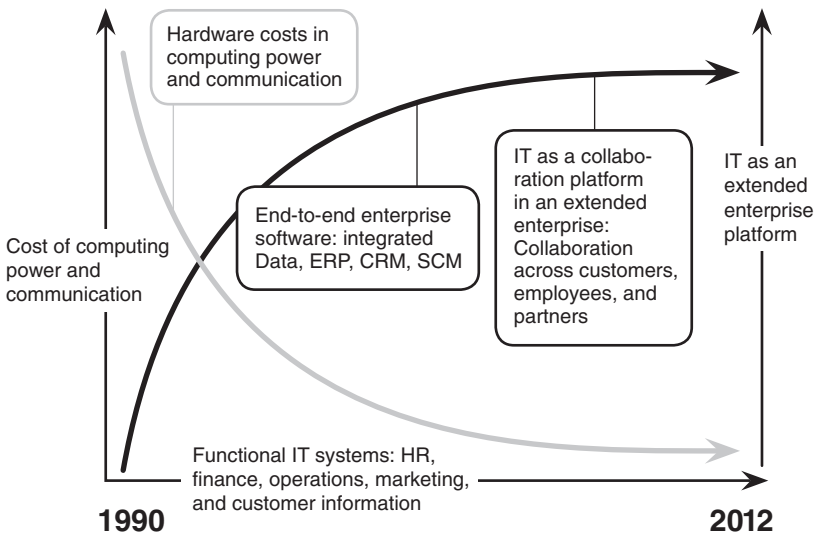 Hardware costs in
computing power
and communication
IT as a collabo-
ration platform
in an extended
enterprise:
Collaboration
across customers,
employees, and
partners
IT as an
extended
enterprise
platform
End-to-end enterprise
software: integrated
Data, ERP, CRM, SCM
Cost of computing
power and
communication
Functional IT systems: HR,
finance, operations, marketing,
and customer information
1990
2012